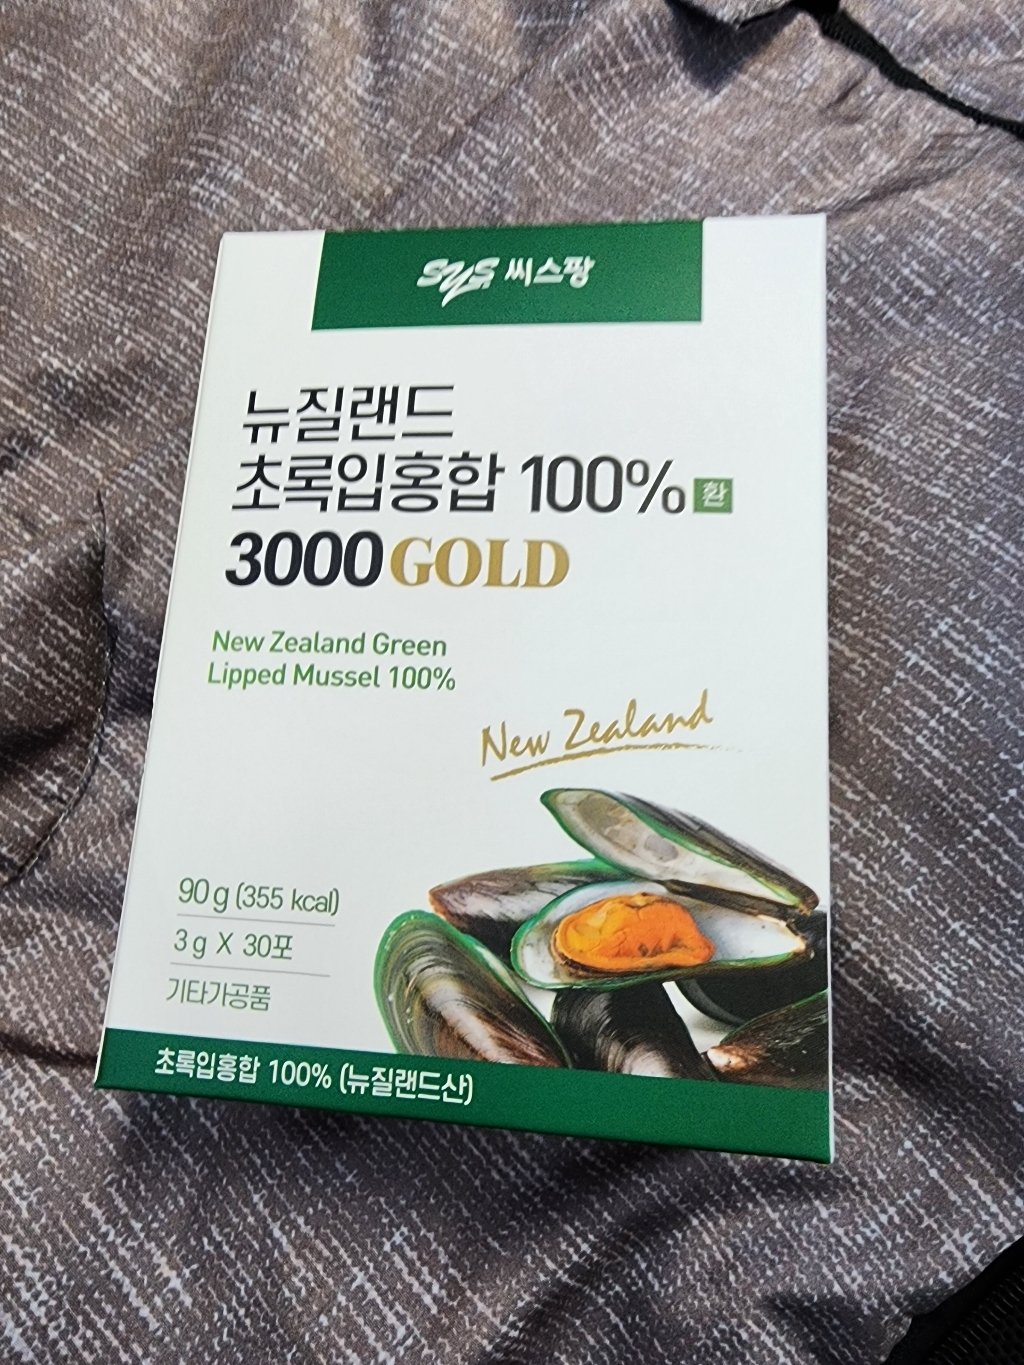 SYS 씨스팡
뉴질랜드
초록입홍합 100% 환
3000 GOLD
New Zealand Green
Lipped Mussel 100%
New Zealand
90 g (355 kcal)
3 g X 30포
기타가공품
초록입홍합 100% (뉴질랜드산)